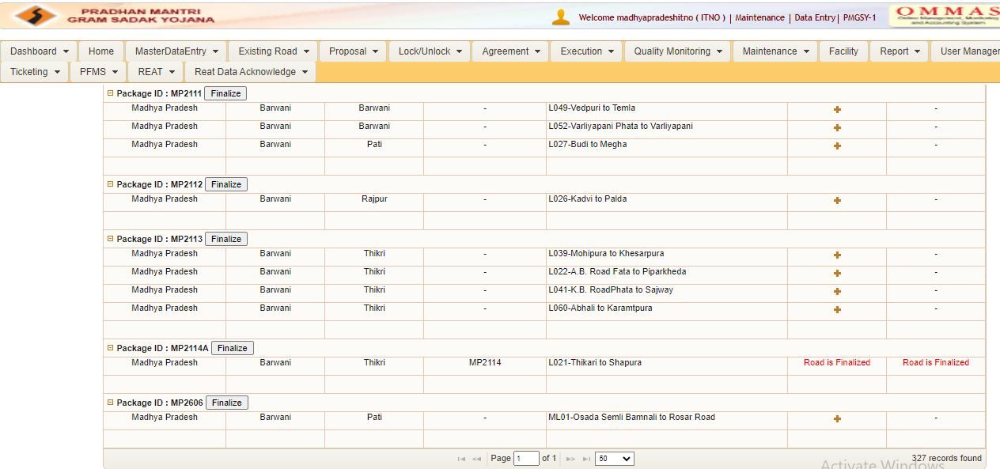 PRADHAN MANTRI
GRAM SADAK YOJANA
Welcome madhyapradeshitno ( ITNO ) | Maintenance | Data Entry| PMGSY-1
OMMAS
Online Management, Monitoring
and Accounting System
Dashboard Home MasterDataEntry Existing Road Proposal Lock/Unlock Agreement Execution Quality Monitoring Maintenance Facility Report User Manager
Ticketing PFMS REAT Reat Data Acknowledge
Package ID : MP2111 Finalize
Madhya Pradesh Barwani Barwani - L049-Vedpuri to Temla + -
Madhya Pradesh Barwani Barwani - L052-Varliyapani Phata to Varliyapani + -
Madhya Pradesh Barwani Pati - L027-Budi to Megha + -
Package ID : MP2112 Finalize
Madhya Pradesh Barwani Rajpur - L026-Kadvi to Palda + -
Package ID : MP2113 Finalize
Madhya Pradesh Barwani Thikri - L039-Mohipura to Khesarpura + -
Madhya Pradesh Barwani Thikri - L022-A.B. Road Fata to Piparkheda + -
Madhya Pradesh Barwani Thikri - L041-K.B. RoadPhata to Sajway + -
Madhya Pradesh Barwani Thikri - L060-Abhali to Karamtpura + -
Package ID : MP2114A Finalize
Madhya Pradesh Barwani Thikri MP2114 L021-Thikari to Shapura Road is Finalized Road is Finalized
Package ID : MP2606 Finalize
Madhya Pradesh Barwani Pati - ML01-Osada Semli Bamnali to Rosar Road + -
Page 1 of 1 50 327 records found
Activate Windows